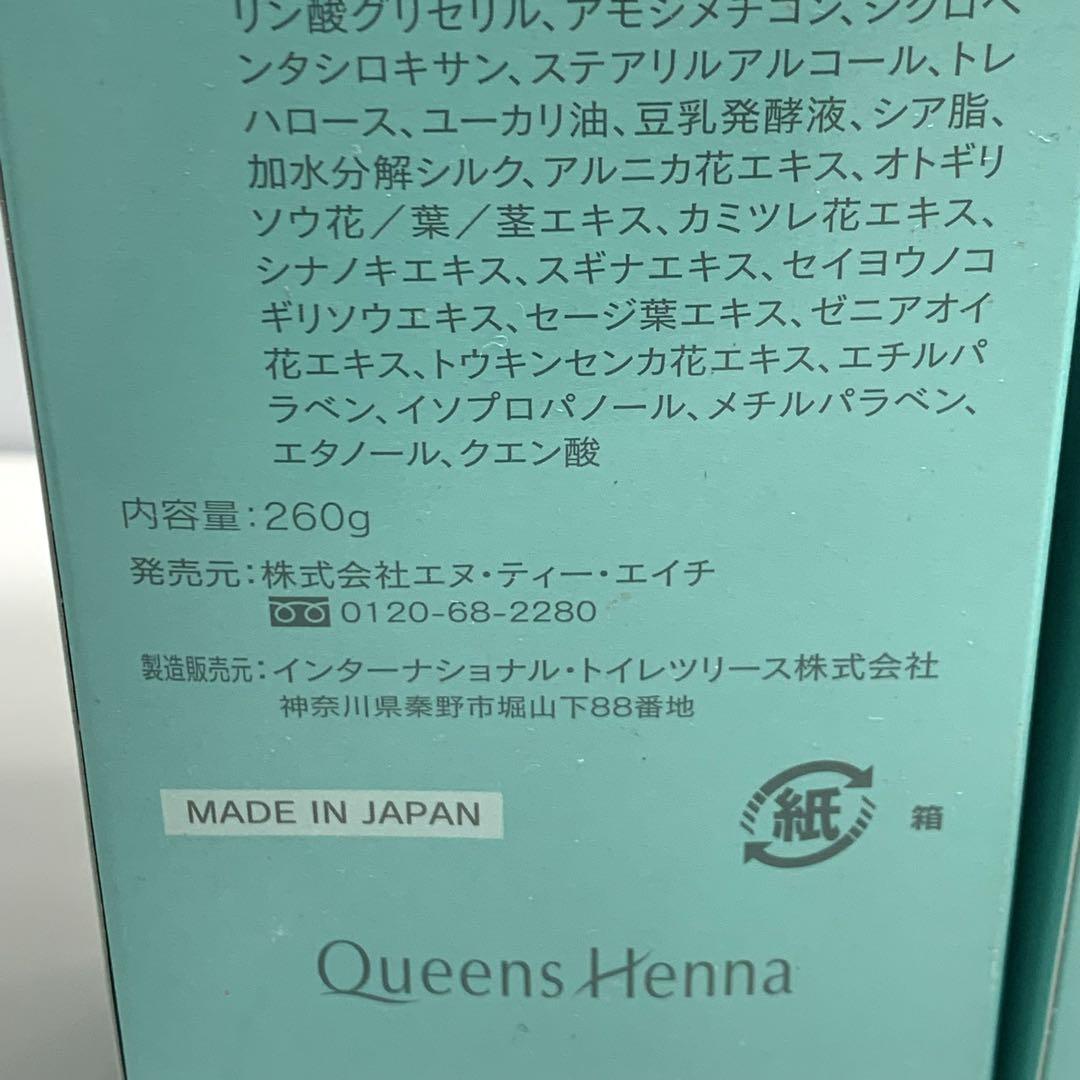 リン酸グリセリル、アモジメチコン、シクロペ
ンタシロキサン、ステアリルアルコール、トレ
ハロース、ユーカリ油、豆乳発酵液、シア脂、
加水分解シルク、アルニカ花エキス、オトギリ
ソウ花／葉／茎エキス、カミツレ花エキス、
シナノキエキス、スギナエキス、セイヨウノコ
ギリソウエキス、セージ葉エキス、ゼニアオイ
花エキス、トウキンセンカ花エキス、エチルパ
ラベン、イソプロパノール、メチルパラベン、
エタノール、クエン酸
内容量：260g
発売元：株式会社エヌ・ティー・エイチ
0120-68-2280
製造販売元：インターナショナル・トイレツリース株式会社
神奈川県秦野市堀山下88番地
MADE IN JAPAN
紙 箱
Queens Henna